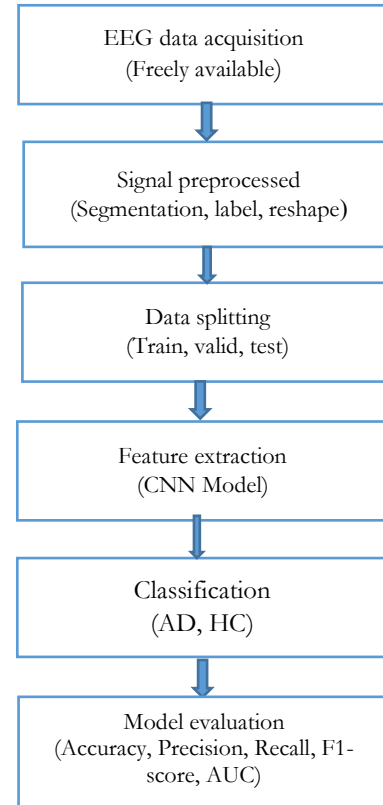 EEG data acquisition
(Freely available)
Signal preprocessed
(Segmentation, label, reshape)
Data splitting
(Train, valid, test)
Feature extraction
(CNN Model)
Classification
(AD, HC)
Model evaluation
(Accuracy, Precision, Recall, F1-
score, AUC)